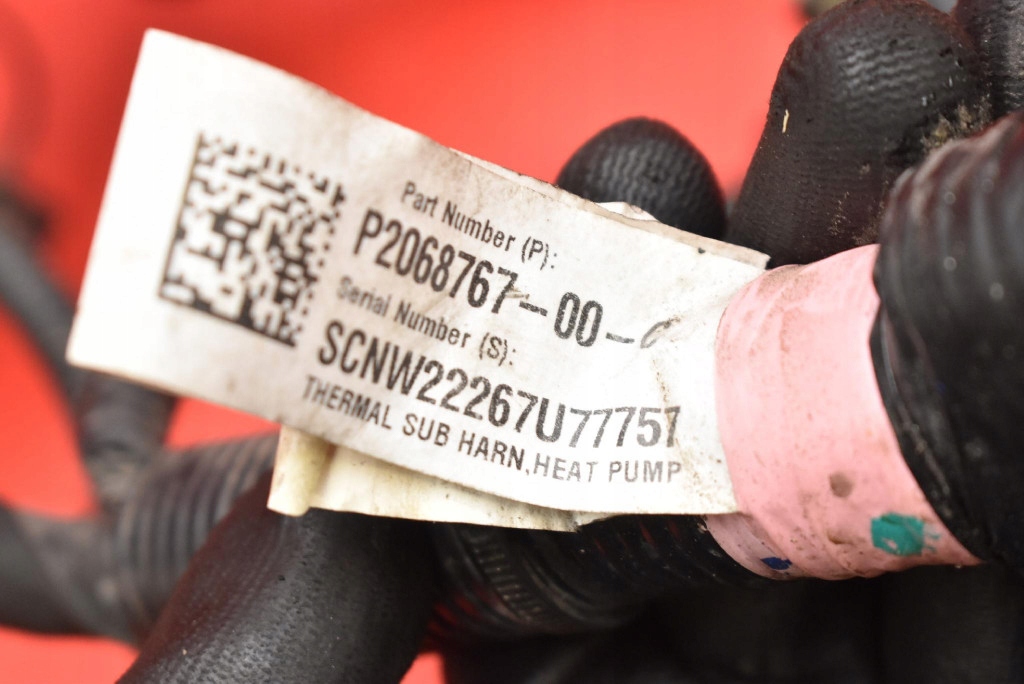 Part Number (P):
P2068767-00-
Serial Number (S):
SCNW22267U77757
THERMAL SUB HARN,HEAT PUMP